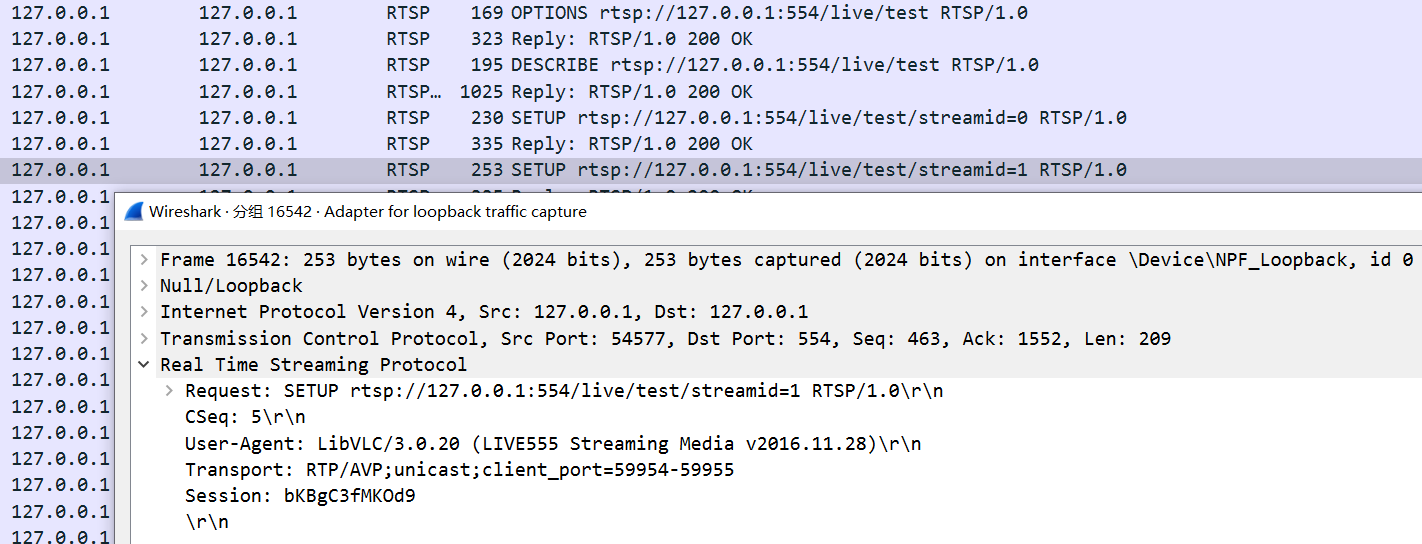 127.0.0.1 127.0.0.1 RTSP 169 OPTIONS rtsp://127.0.0.1:554/live/test RTSP/1.0
127.0.0.1 127.0.0.1 RTSP 323 Reply: RTSP/1.0 200 OK
127.0.0.1 127.0.0.1 RTSP 195 DESCRIBE rtsp://127.0.0.1:554/live/test RTSP/1.0
127.0.0.1 127.0.0.1 RTSP… 1025 Reply: RTSP/1.0 200 OK
127.0.0.1 127.0.0.1 RTSP 230 SETUP rtsp://127.0.0.1:554/live/test/streamid=0 RTSP/1.0
127.0.0.1 127.0.0.1 RTSP 335 Reply: RTSP/1.0 200 OK
127.0.0.1 127.0.0.1 RTSP 253 SETUP rtsp://127.0.0.1:554/live/test/streamid=1 RTSP/1.0
127.0.0.1
Wireshark · 分组 16542 · Adapter for loopback traffic capture
127.0.0.1
127.0.0.1
Frame 16542: 253 bytes on wire (2024 bits), 253 bytes captured (2024 bits) on interface \Device\NPF_Loopback, id 0
127.0.0.1
Null/Loopback
127.0.0.1
Internet Protocol Version 4, Src: 127.0.0.1, Dst: 127.0.0.1
127.0.0.1
Transmission Control Protocol, Src Port: 54577, Dst Port: 554, Seq: 463, Ack: 1552, Len: 209
127.0.0.1
Real Time Streaming Protocol
127.0.0.1
Request: SETUP rtsp://127.0.0.1:554/live/test/streamid=1 RTSP/1.0\r\n
127.0.0.1
CSeq: 5\r\n
127.0.0.1
User-Agent: LibVLC/3.0.20 (LIVE555 Streaming Media v2016.11.28)\r\n
127.0.0.1
Transport: RTP/AVP;unicast;client_port=59954-59955
127.0.0.1
Session: bKBgC3fMKOd9
127.0.0.1
\r\n
127.0.0.1